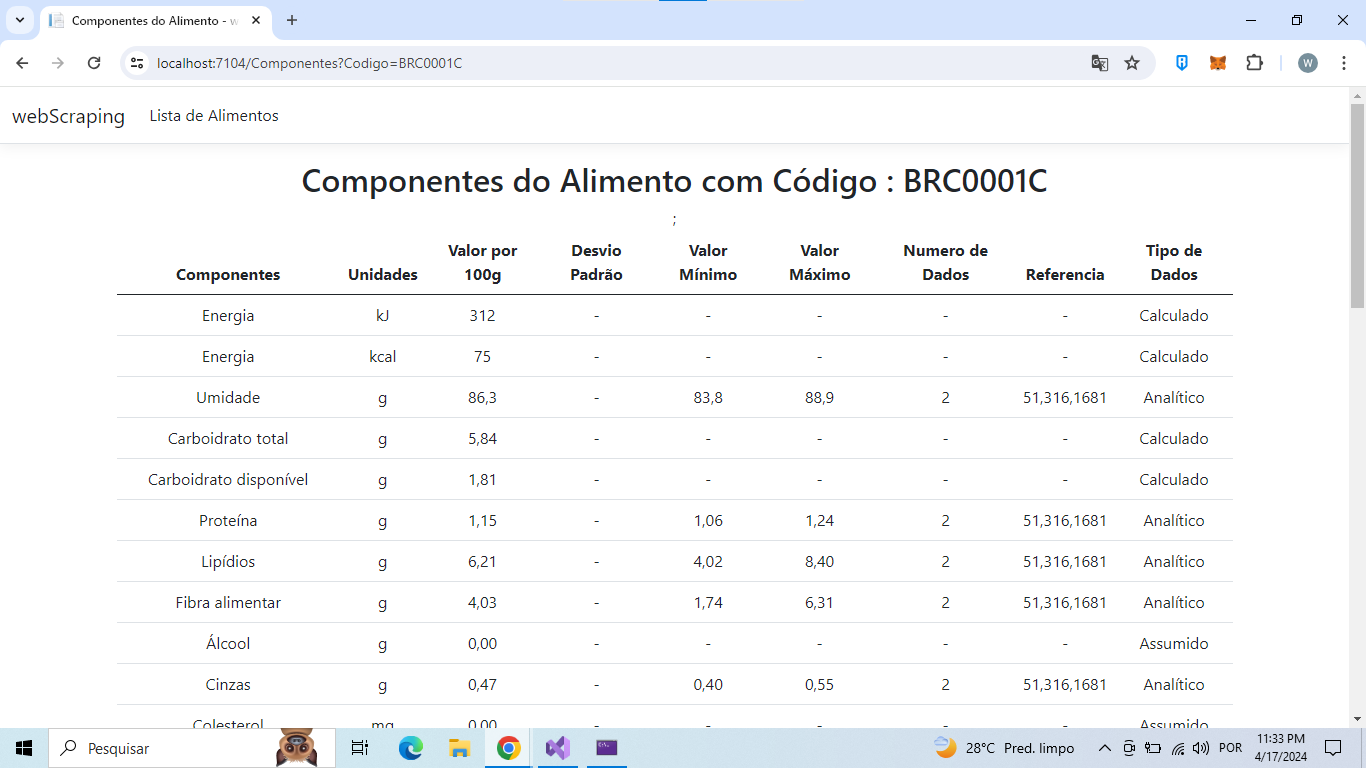 Componentes do Alimento - w
localhost:7104/Componentes?Codigo=BRC0001C
W
webScraping Lista de Alimentos
Componentes do Alimento com Código : BRC0001C
;
Componentes Unidades Valor por 100g Desvio Padrão Valor Mínimo Valor Máximo Numero de Dados Referencia Tipo de Dados
Energia kJ 312 - - - - - Calculado
Energia kcal 75 - - - - - Calculado
Umidade g 86,3 - 83,8 88,9 2 51,316,1681 Analítico
Carboidrato total g 5,84 - - - - - Calculado
Carboidrato disponível g 1,81 - - - - - Calculado
Proteína g 1,15 - 1,06 1,24 2 51,316,1681 Analítico
Lipídios g 6,21 - 4,02 8,40 2 51,316,1681 Analítico
Fibra alimentar g 4,03 - 1,74 6,31 2 51,316,1681 Analítico
Álcool g 0,00 - - - - - Assumido
Cinzas g 0,47 - 0,40 0,55 2 51,316,1681 Analítico
Colesterol mg 0,00 - - - - - Assumido
Pesquisar 28°C Pred. limpo POR 11:33 PM
4/17/2024